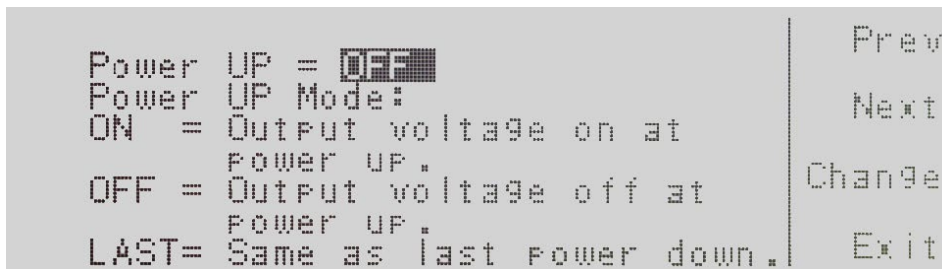 Power UP = OFF
Power UP Mode:
ON = Output voltage on at
power up.
OFF = Output voltage off at
power up.
LAST= Same as last power down.
Prev
Next
Change
Exit